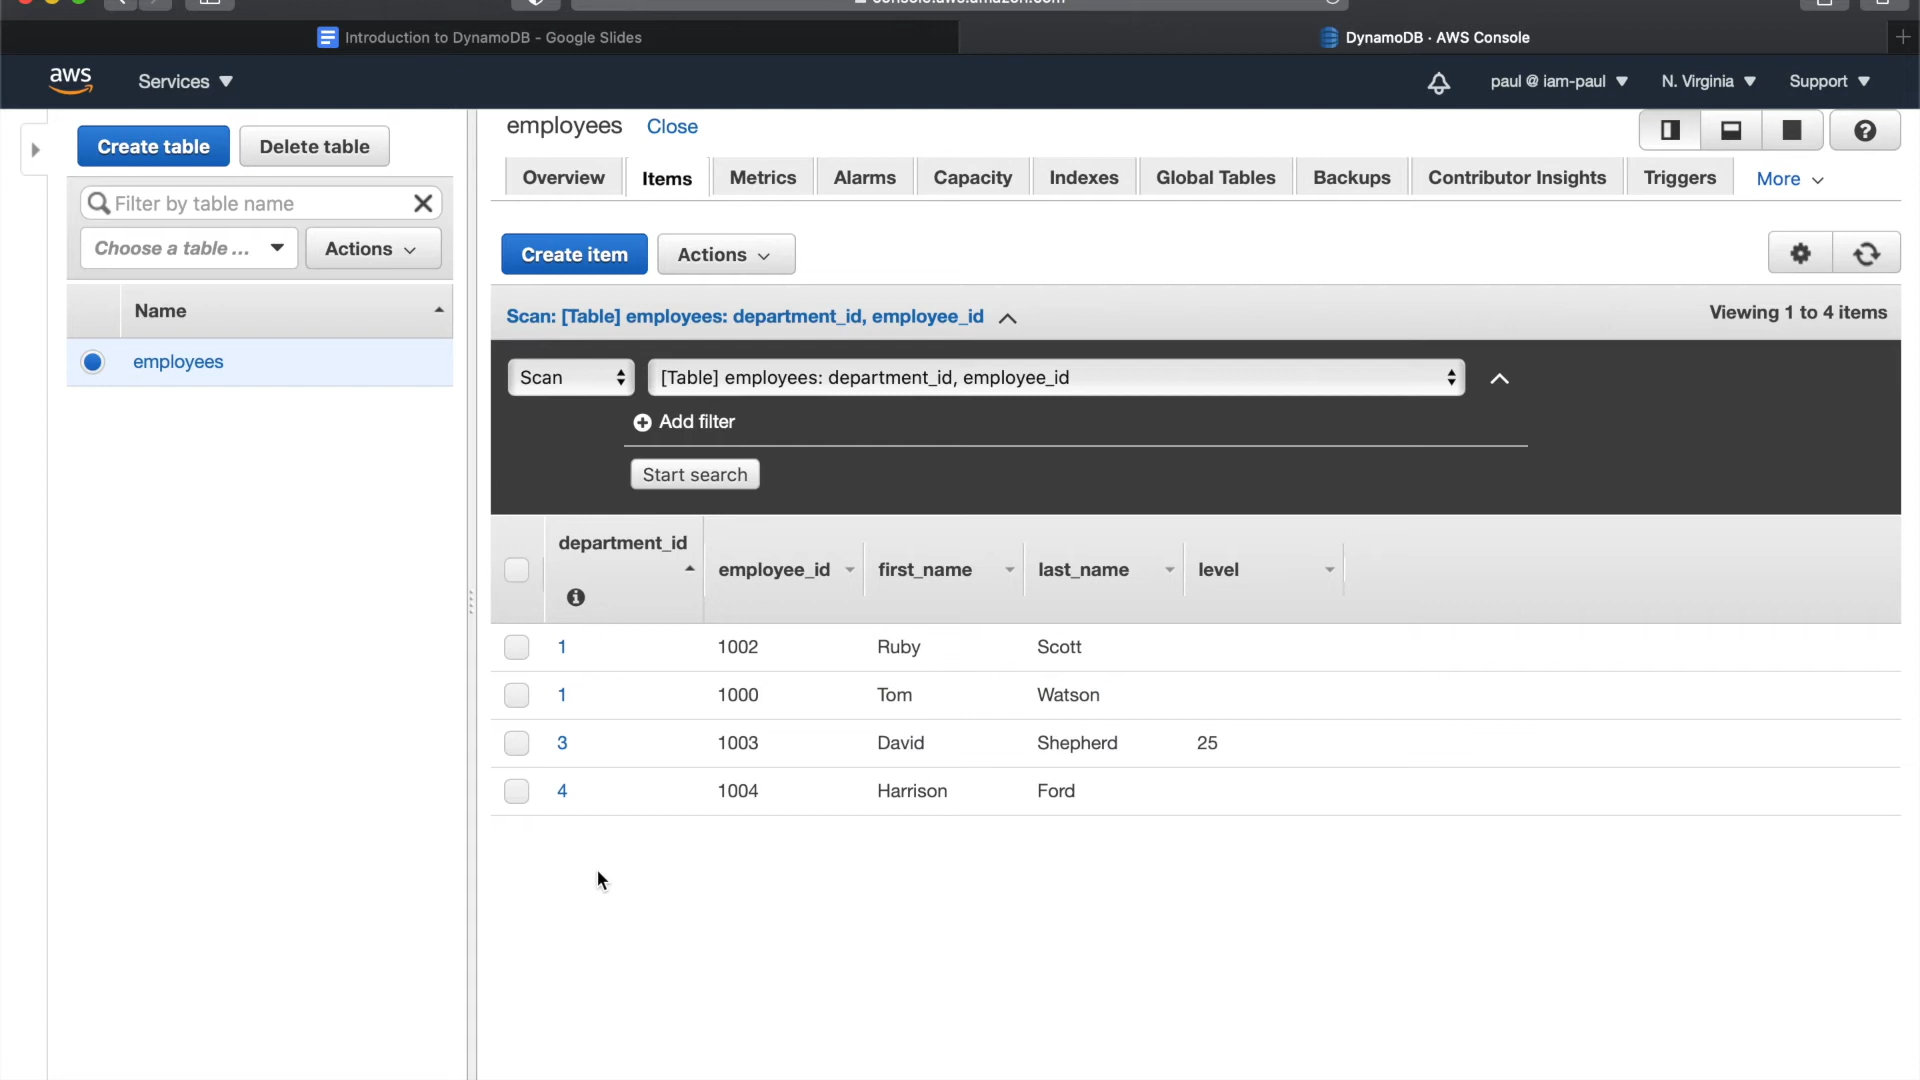 console.aws.amazon.com
Introduction to DynamoDB - Google Slides
DynamoDB · AWS Console
aws
Services
paul @ iam-paul
N. Virginia
Support
Create table
Delete table
Filter by table name
Choose a table ...
Actions
Name
employees
employees
Close
Overview
Items
Metrics
Alarms
Capacity
Indexes
Global Tables
Backups
Contributor Insights
Triggers
More
Create item
Actions
Scan: [Table] employees: department_id, employee_id
Viewing 1 to 4 items
Scan
[Table] employees: department_id, employee_id
Add filter
Start search
department_id employee_id first_name last_name level
1 1002 Ruby Scott
1 1000 Tom Watson
3 1003 David Shepherd 25
4 1004 Harrison Ford